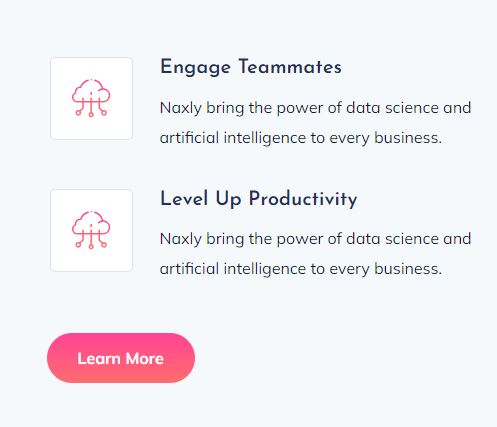 Engage Teammates
Naxly bring the power of data science and
artificial intelligence to every business.
Level Up Productivity
Naxly bring the power of data science and
artificial intelligence to every business.
Learn More